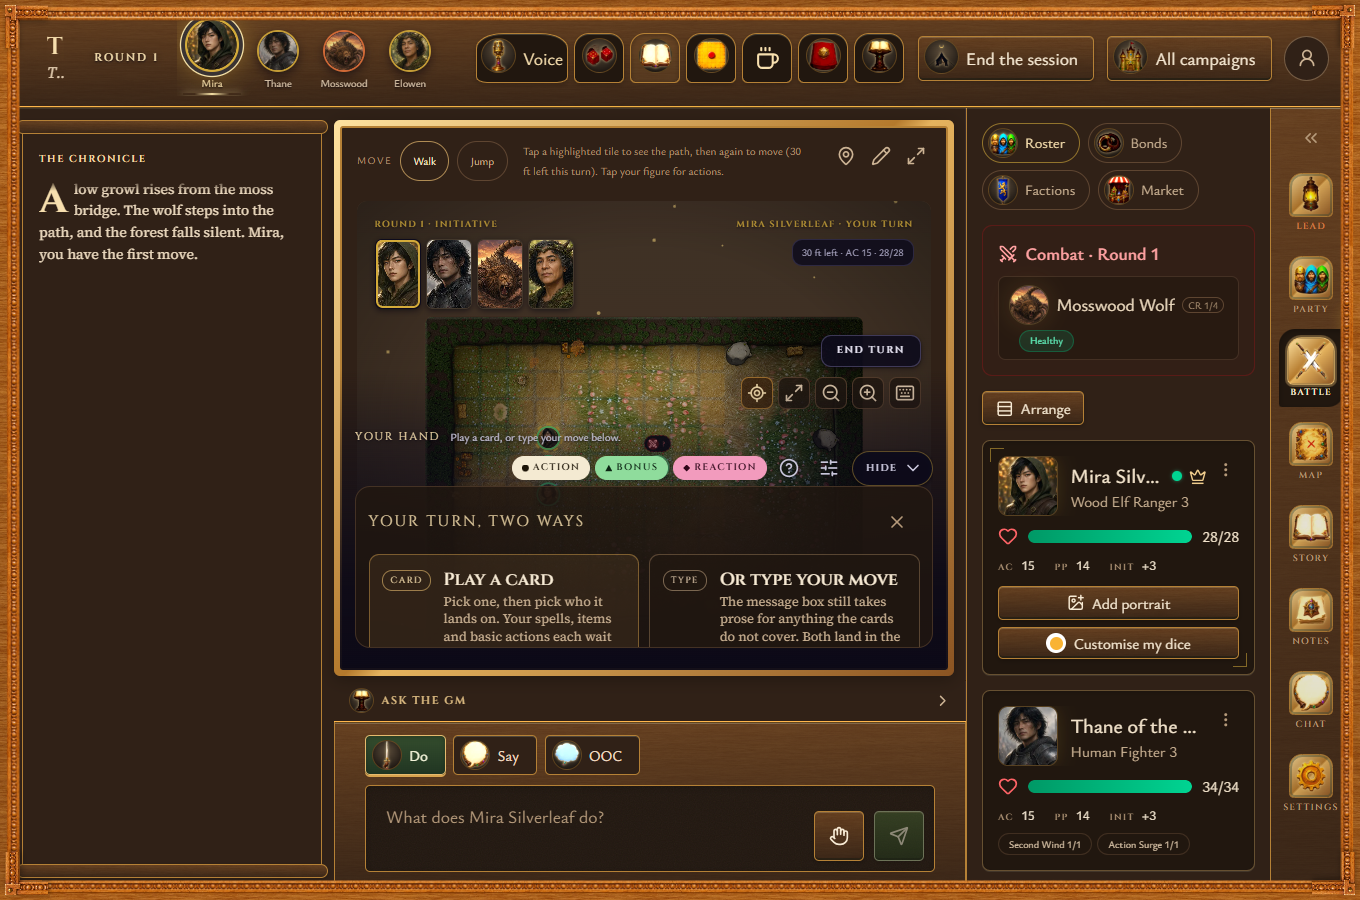 T
T..
ROUND 1
Mira
Thane
Mosswood
Elowen
Voice
End the session
All campaigns
THE CHRONICLE
A low growl rises from the moss
bridge. The wolf steps into the
path, and the forest falls silent. Mira,
you have the first move.
MOVE
Walk
Jump
Tap a highlighted tile to see the path, then again to move (30
ft left this turn). Tap your figure for actions.
ROUND 1 · INITIATIVE
MIRA SILVERLEAF · YOUR TURN
30 ft left · AC 15 · 28/28
END TURN
YOUR HAND
Play a card, or type your move below.
ACTION
BONUS
REACTION
HIDE
YOUR TURN, TWO WAYS
CARD
PLAY A CARD
Pick one, then pick who it
lands on. Your spells, items
and basic actions each wait
TYPE
OR TYPE YOUR MOVE
The message box still takes
prose for anything the cards
do not cover. Both land in the
ASK THE GM
Do
Say
OOC
What does Mira Silverleaf do?
Roster
Bonds
Factions
Market
Combat · Round 1
Mosswood Wolf
CR 1/4
Healthy
Arrange
Mira Silv...
Wood Elf Ranger 3
28/28
AC 15 PP 14 INIT +3
Add portrait
Customise my dice
Thane of the ...
Human Fighter 3
34/34
AC 15 PP 14 INIT +3
Second Wind 1/1
Action Surge 1/1
LEAD
PARTY
BATTLE
MAP
STORY
NOTES
CHAT
SETTINGS